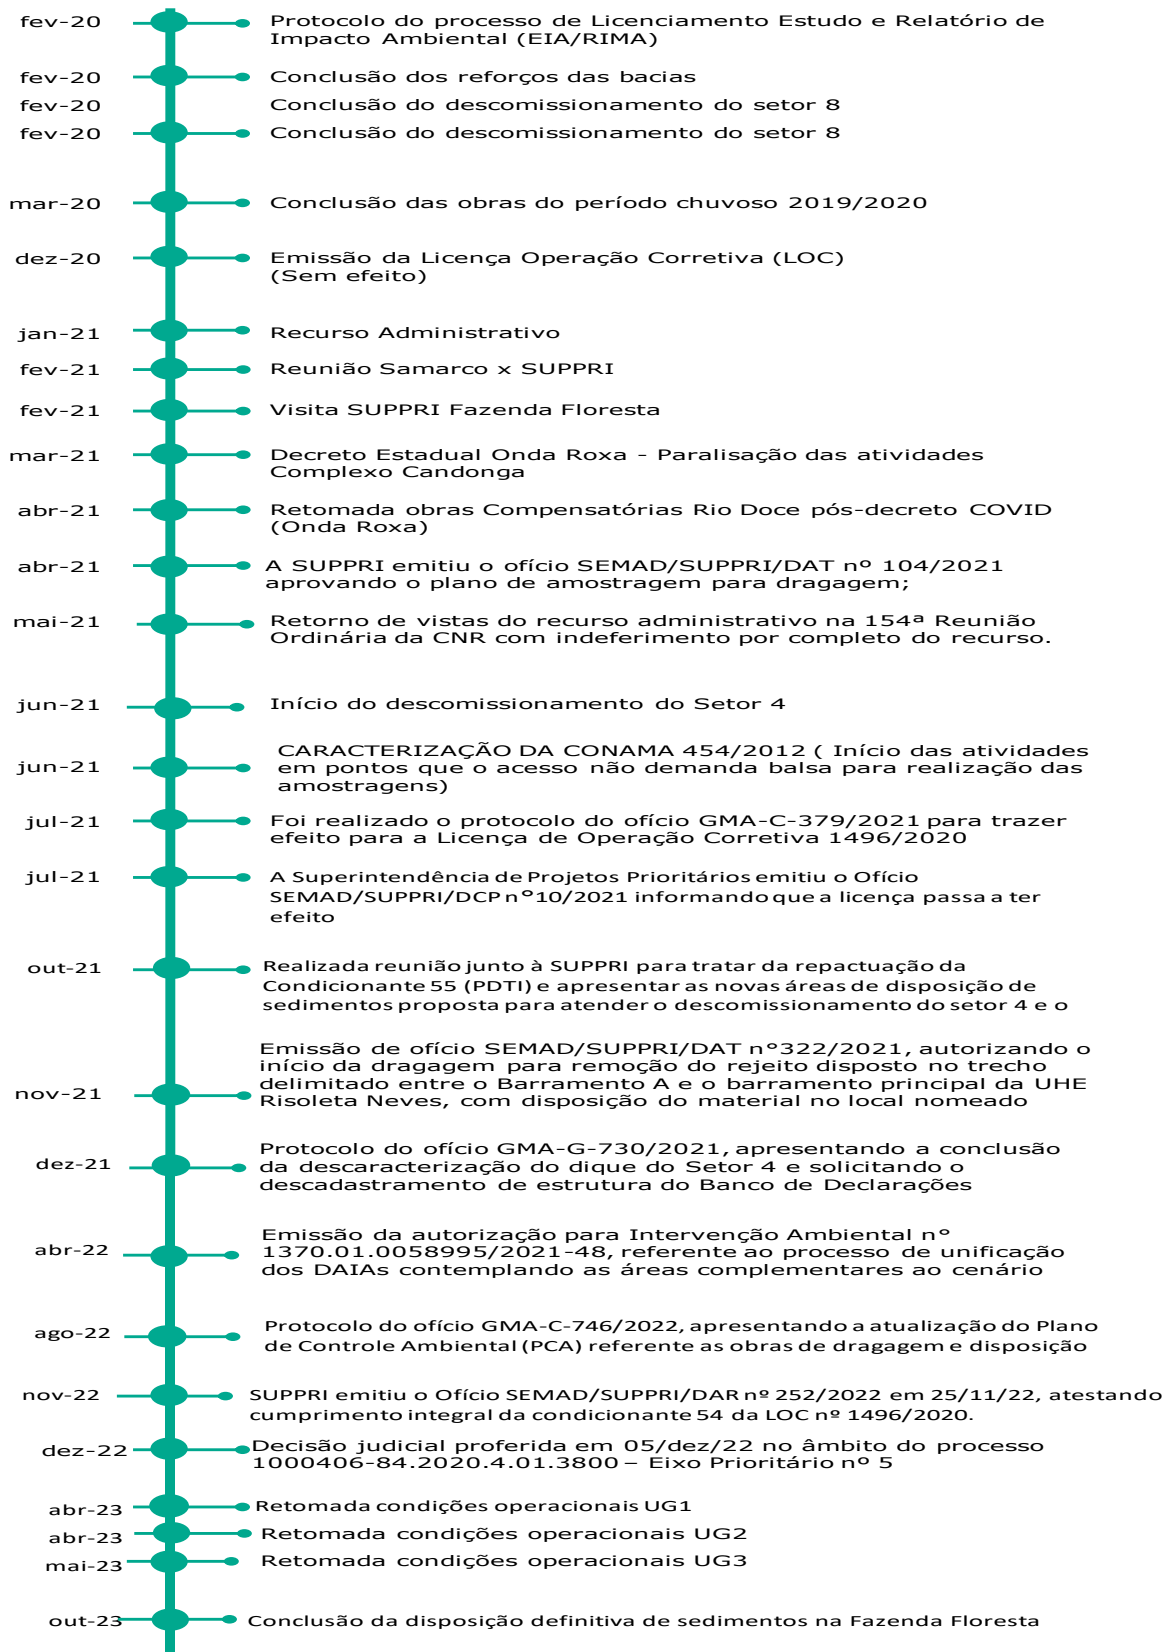 fev-20 Protocolo do processo de Licenciamento Estudo e Relatório de
Impacto Ambiental (EIA/RIMA)
fev-20 Conclusão dos reforços das bacias
fev-20 Conclusão do descomissionamento do setor 8
fev-20 Conclusão do descomissionamento do setor 8
mar-20 Conclusão das obras do período chuvoso 2019/2020
dez-20 Emissão da Licença Operação Corretiva (LOC)
(Sem efeito)
jan-21 Recurso Administrativo
fev-21 Reunião Samarco x SUPPRI
fev-21 Visita SUPPRI Fazenda Floresta
mar-21 Decreto Estadual Onda Roxa - Paralisação das atividades
Complexo Candonga
abr-21 Retomada obras Compensatórias Rio Doce pós-decreto COVID
(Onda Roxa)
abr-21 A SUPPRI emitiu o ofício SEMAD/SUPPRI/DAT nº 104/2021
aprovando o plano de amostragem para dragagem;
mai-21 Retorno de vistas do recurso administrativo na 154ª Reunião
Ordinária da CNR com indeferimento por completo do recurso.
jun-21 Início do descomissionamento do Setor 4
CARACTERIZAÇÃO DA CONAMA 454/2012 ( Início das atividades
jun-21 em pontos que o acesso não demanda balsa para realização das
amostragens)
jul-21 Foi realizado o protocolo do ofício GMA-C-379/2021 para trazer
efeito para a Licença de Operação Corretiva 1496/2020
jul-21 A Superintendência de Projetos Prioritários emitiu o Ofício
SEMAD/SUPPRI/DCP n°10/2021 informando que a licença passa a ter
efeito
out-21 Realizada reunião junto à SUPPRI para tratar da repactuação da
Condicionante 55 (PDTI) e apresentar as novas áreas de disposição de
sedimentos proposta para atender o descomissionamento do setor 4 e o
Emissão de ofício SEMAD/SUPPRI/DAT n°322/2021, autorizando o
início da dragagem para remoção do rejeito disposto no trecho
delimitado entre o Barramento A e o barramento principal da UHE
nov-21 Risoleta Neves, com disposição do material no local nomeado
Protocolo do ofício GMA-G-730/2021, apresentando a conclusão
dez-21 da descaracterização do dique do Setor 4 e solicitando o
descadastramento de estrutura do Banco de Declarações
Emissão da autorização para Intervenção Ambiental n°
abr-22 1370.01.0058995/2021-48, referente ao processo de unificação
dos DAIAs contemplando as áreas complementares ao cenário
ago-22 Protocolo do ofício GMA-C-746/2022, apresentando a atualização do Plano
de Controle Ambiental (PCA) referente as obras de dragagem e disposição
nov-22 SUPPRI emitiu o Ofício SEMAD/SUPPRI/DAR nº 252/2022 em 25/11/22, atestando
cumprimento integral da condicionante 54 da LOC nº 1496/2020.
dez-22 Decisão judicial proferida em 05/dez/22 no âmbito do processo
1000406-84.2020.4.01.3800 – Eixo Prioritário nº 5
abr-23 Retomada condições operacionais UG1
abr-23 Retomada condições operacionais UG2
mai-23 Retomada condições operacionais UG3
out-23 Conclusão da disposição definitiva de sedimentos na Fazenda Floresta